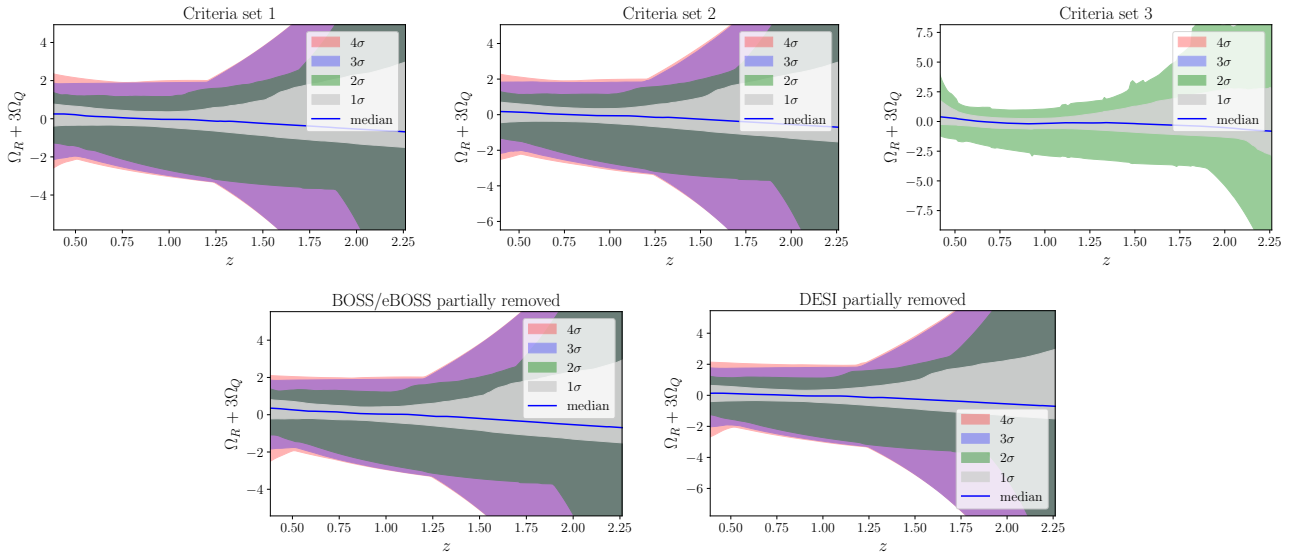 Criteria set 1
4
2
0
−2
−4
Ω_R + 3Ω_Q
0.50 0.75 1.00 1.25 1.50 1.75 2.00 2.25
z
4σ
3σ
2σ
1σ
median
Criteria set 2
4
2
0
−2
−4
−6
Ω_R + 3Ω_Q
0.50 0.75 1.00 1.25 1.50 1.75 2.00 2.25
z
4σ
3σ
2σ
1σ
median
Criteria set 3
7.5
5.0
2.5
0.0
−2.5
−5.0
−7.5
Ω_R + 3Ω_Q
0.50 0.75 1.00 1.25 1.50 1.75 2.00 2.25
z
4σ
3σ
2σ
1σ
median
BOSS/eBOSS partially removed
4
2
0
−2
−4
Ω_R + 3Ω_Q
0.50 0.75 1.00 1.25 1.50 1.75 2.00 2.25
z
4σ
3σ
2σ
1σ
median
DESI partially removed
4
2
0
−2
−4
−6
Ω_R + 3Ω_Q
0.50 0.75 1.00 1.25 1.50 1.75 2.00 2.25
z
4σ
3σ
2σ
1σ
median